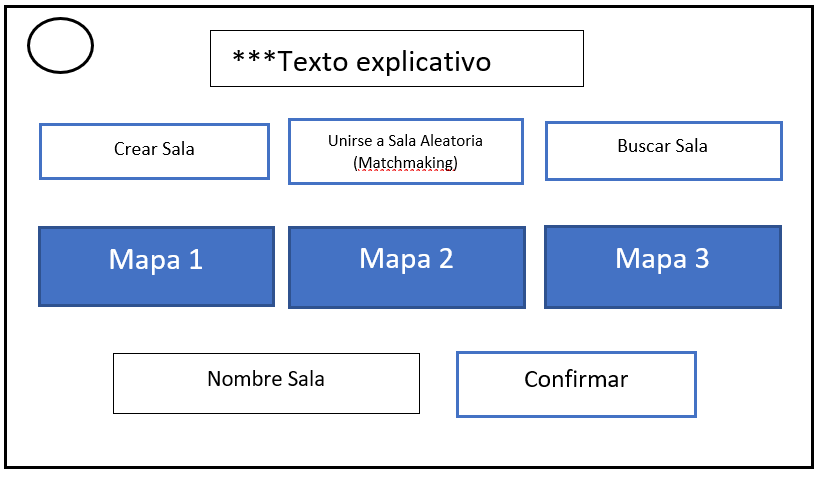 ***Texto explicativo
Crear Sala
Unirse a Sala Aleatoria
(Matchmaking)
Buscar Sala
Mapa 1
Mapa 2
Mapa 3
Nombre Sala
Confirmar